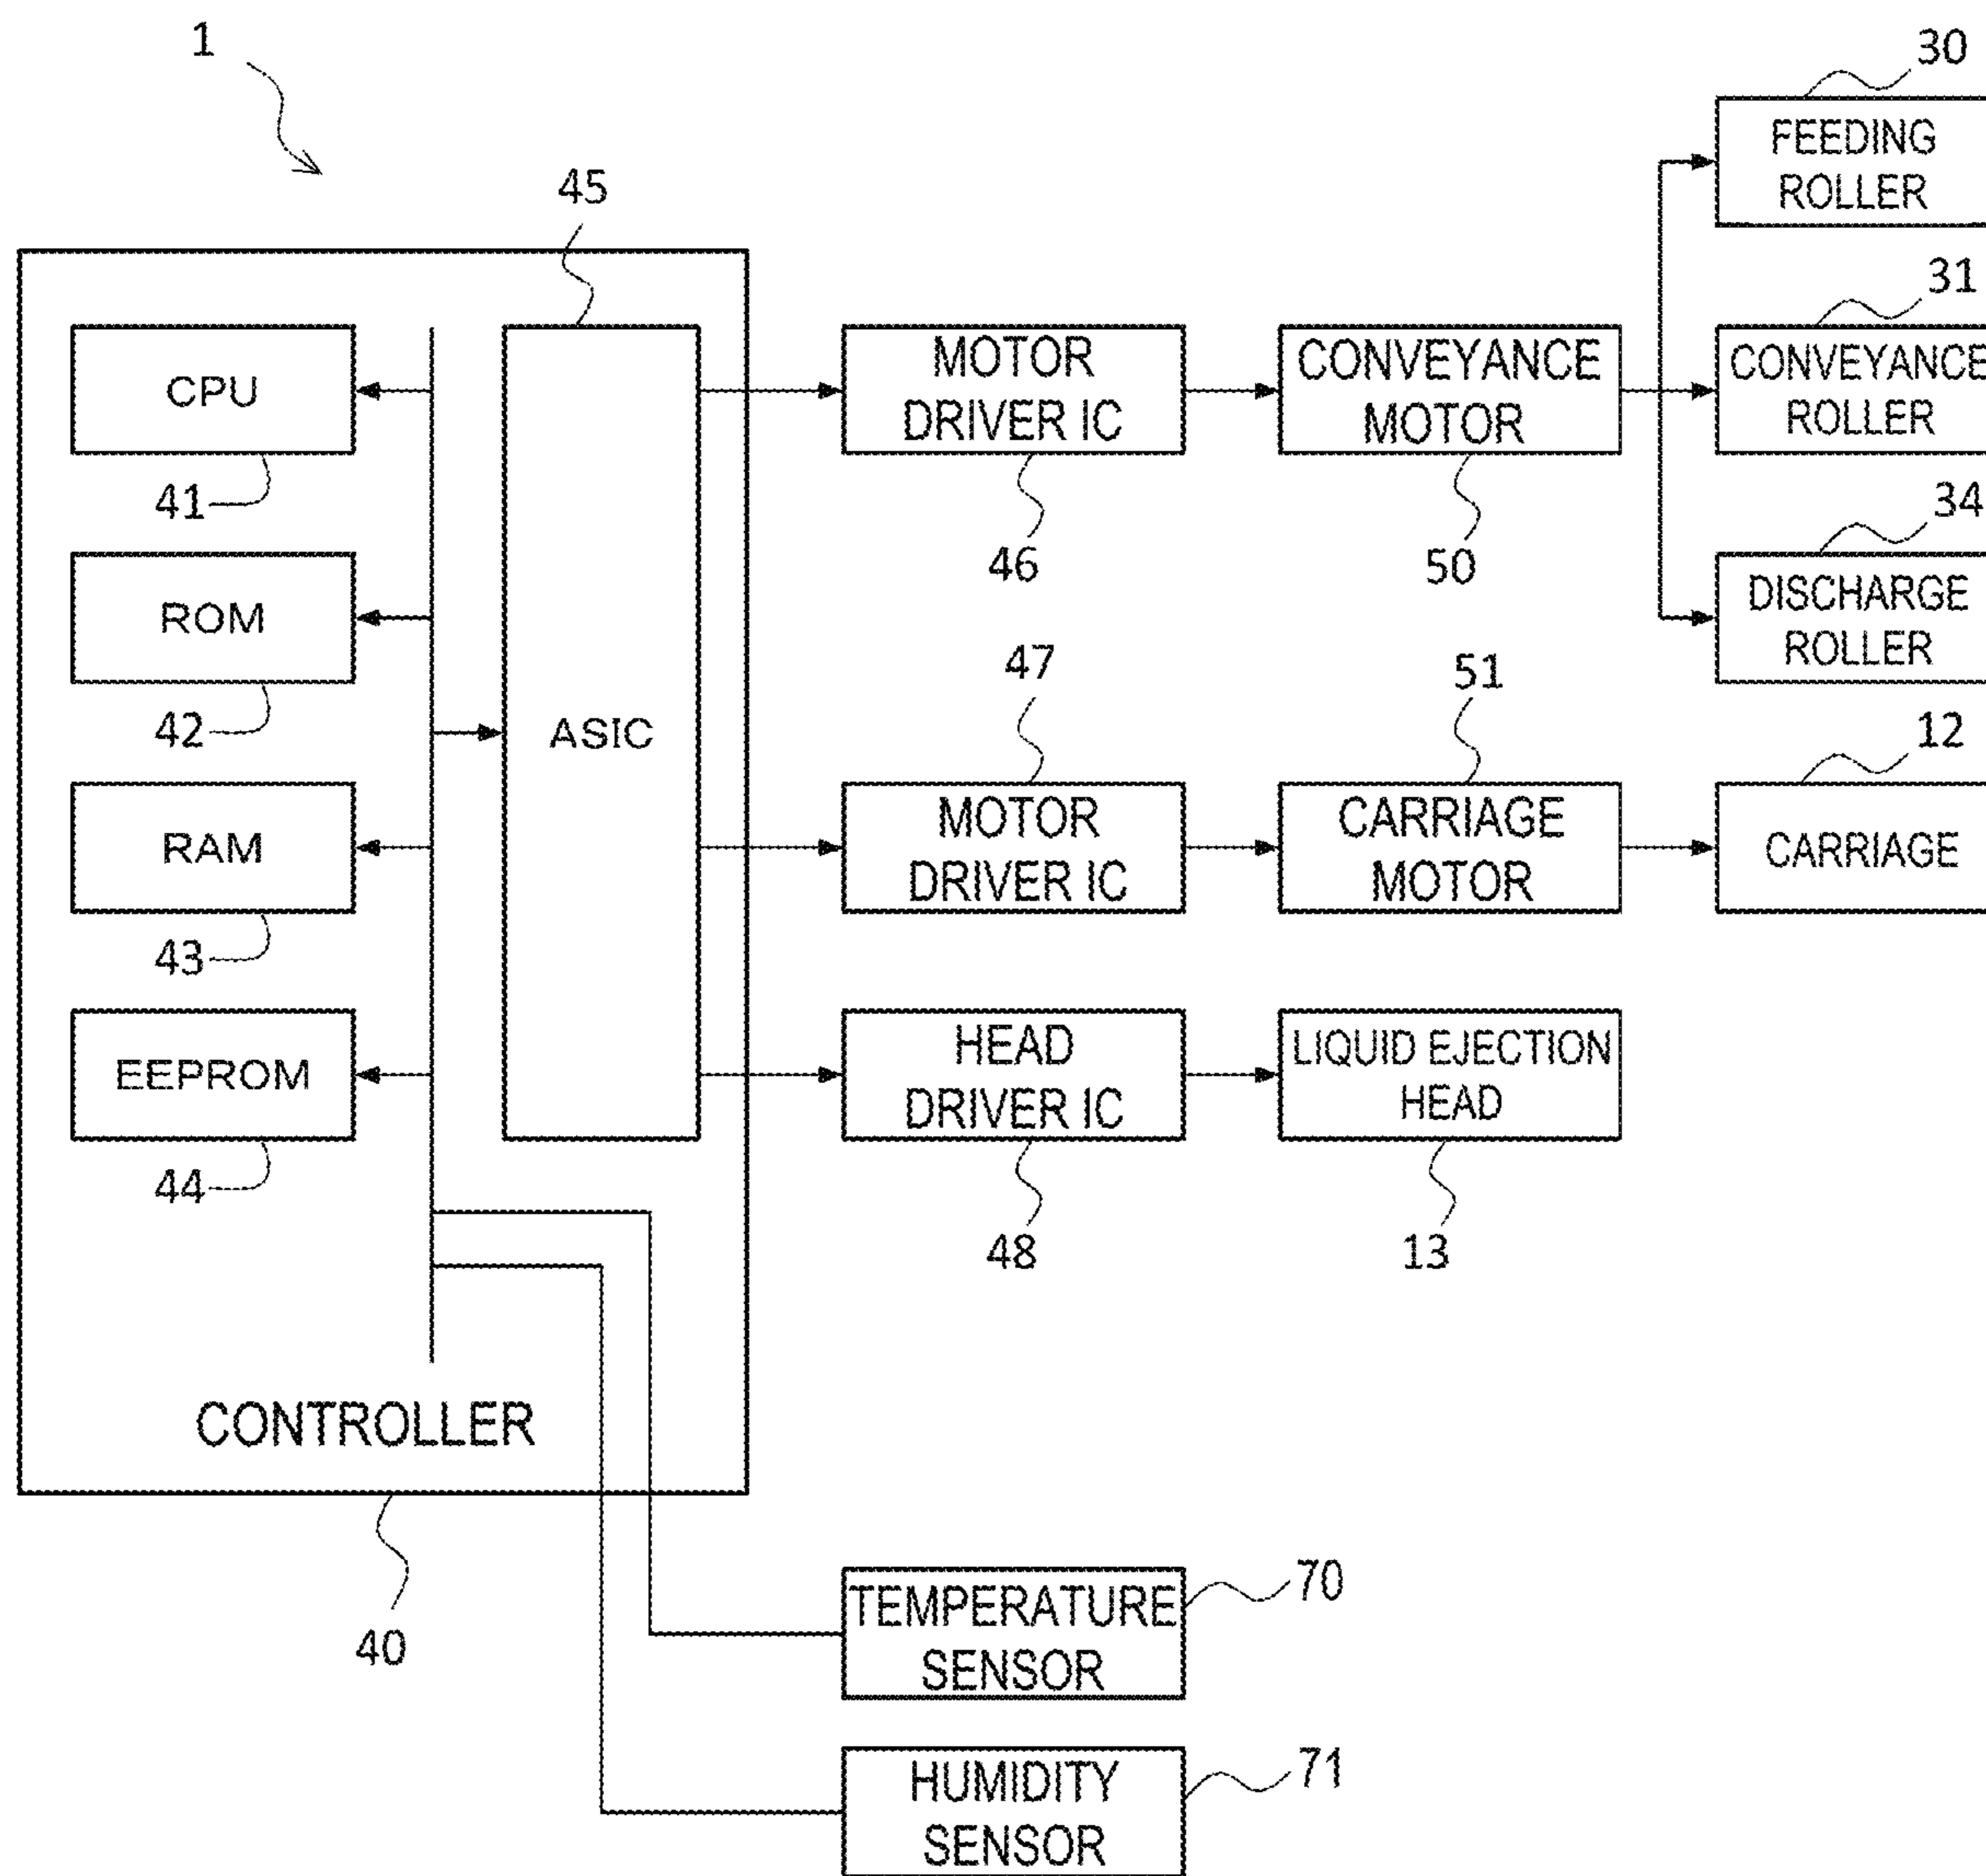 1
30
FEEDING
ROLLER
45
31
CPU
MOTOR
DRIVER IC
CONVEYANCE
MOTOR
CONVEYANCE
ROLLER
41
46
50
34
ROM
DISCHARGE
ROLLER
42
47
51
12
ASIC
RAM
MOTOR
DRIVER IC
CARRIAGE
MOTOR
CARRIAGE
43
EEPROM
HEAD
DRIVER IC
LIQUID EJECTION
HEAD
44
48
13
CONTROLLER
40
TEMPERATURE
SENSOR
70
HUMIDITY
SENSOR
71